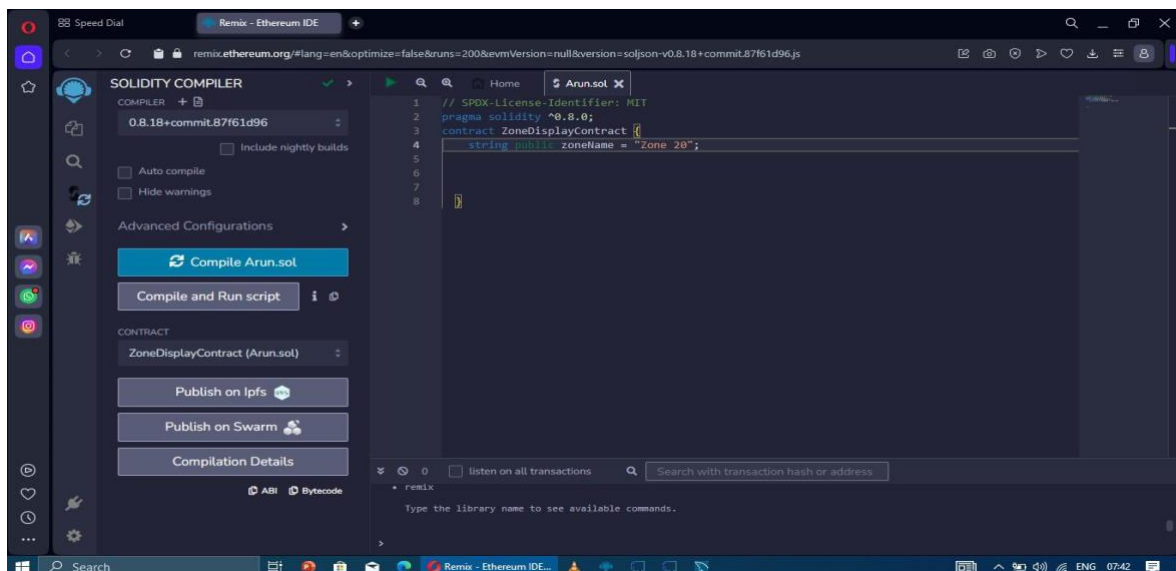 88 Speed Dial
Remix - Ethereum IDE
remix.ethereum.org/#lang=en&optimize=false&runs=200&evmVersion=null&version=soljson-v0.8.18+commit.87f61d96.js
SOLIDITY COMPILER
COMPILER
0.8.18+commit.87f61d96
Include nightly builds
Auto compile
Hide warnings
Advanced Configurations
Compile Arun.sol
Compile and Run script
CONTRACT
ZoneDisplayContract (Arun.sol)
Publish on Ipfs
Publish on Swarm
Compilation Details
ABI Bytecode
Home Arun.sol
1 // SPDX-License-Identifier: MIT
2 pragma solidity ^0.8.0;
3 contract ZoneDisplayContract {
4 string public zoneName = "Zone 20";
5
6
7
8 }
0 listen on all transactions Search with transaction hash or address
• remix
Type the library name to see available commands.
>
Search
Remix - Ethereum IDE...
ENG 07:42